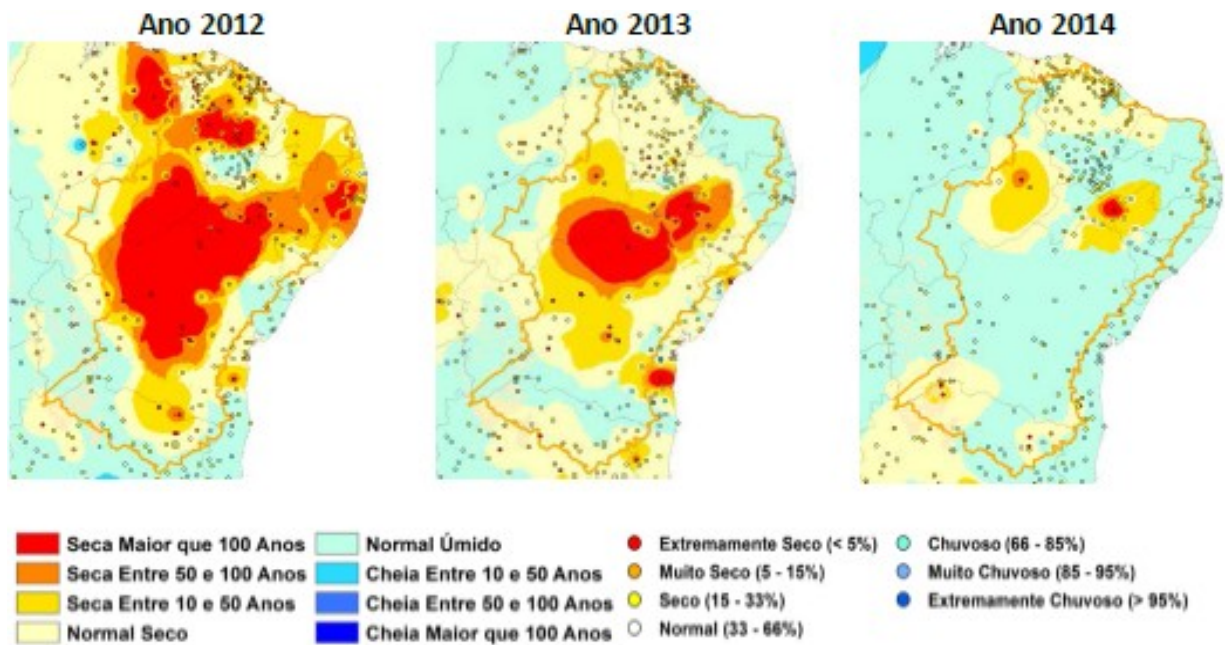 Ano 2012
Ano 2013
Ano 2014
Seca Maior que 100 Anos
Seca Entre 50 e 100 Anos
Seca Entre 10 e 50 Anos
Normal Seco
Normal Úmido
Cheia Entre 10 e 50 Anos
Cheia Entre 50 e 100 Anos
Cheia Maior que 100 Anos
Extremamente Seco (< 5%)
Muito Seco (5 - 15%)
Seco (15 - 33%)
Normal (33 - 66%)
Chuvoso (66 - 85%)
Muito Chuvoso (85 - 95%)
Extremamente Chuvoso (> 95%)